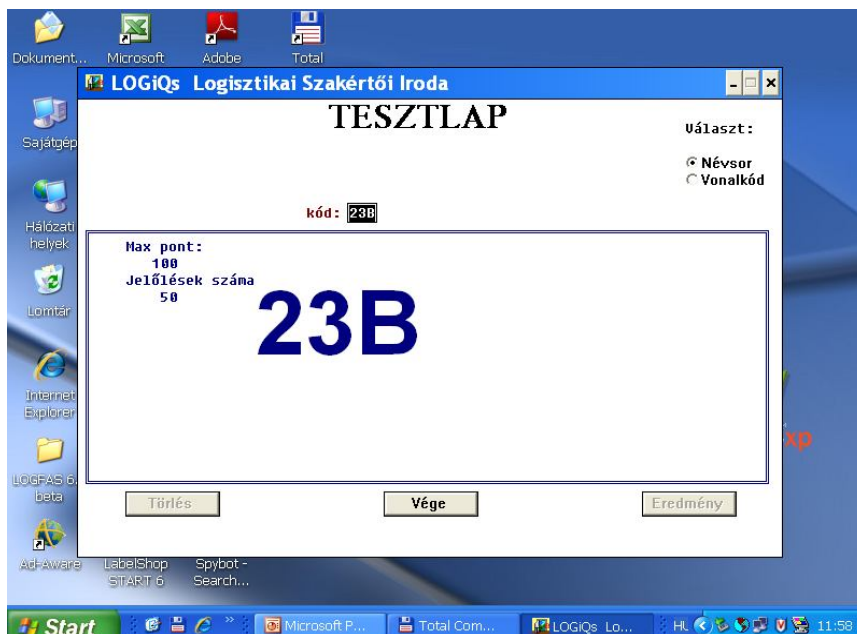 Dokument...
Microsoft
Adobe
Total
LOGiQs Logisztikai Szakértői Iroda
TESZTLAP
Választ:
Névsor
Vonalkód
kód: 23B
Sajátgép
Hálózati
helyek
Lomtár
Internet
Explorer
LOGFAS 6.
beta
Ad-Aware
Max pont:
100
Jelőlések száma
50
23B
Törlés
Vége
Eredmény
xp
LabelShop
START 6
Spybot -
Search...
Start
Microsoft P...
Total Com...
LOGiQs Lo...
HU
11:58